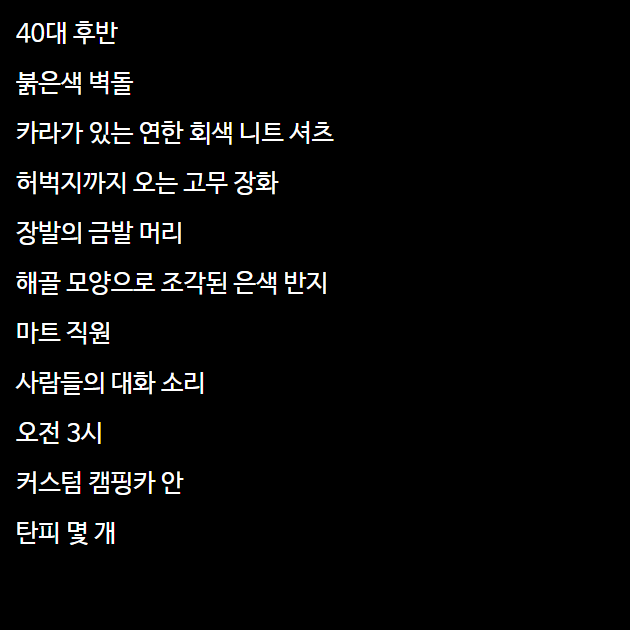 40대 후반
붉은색 벽돌
카라가 있는 연한 회색 니트 셔츠
허벅지까지 오는 고무 장화
장발의 금발 머리
해골 모양으로 조각된 은색 반지
마트 직원
사람들의 대화 소리
오전 3시
커스텀 캠핑카 안
탄피 몇 개